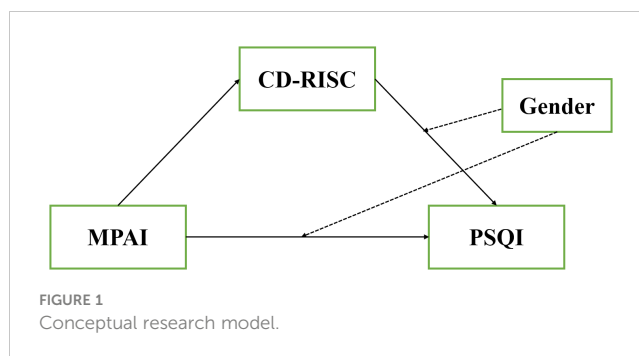 CD-RISC
Gender
MPAI
PSQI
FIGURE 1
Conceptual research model.